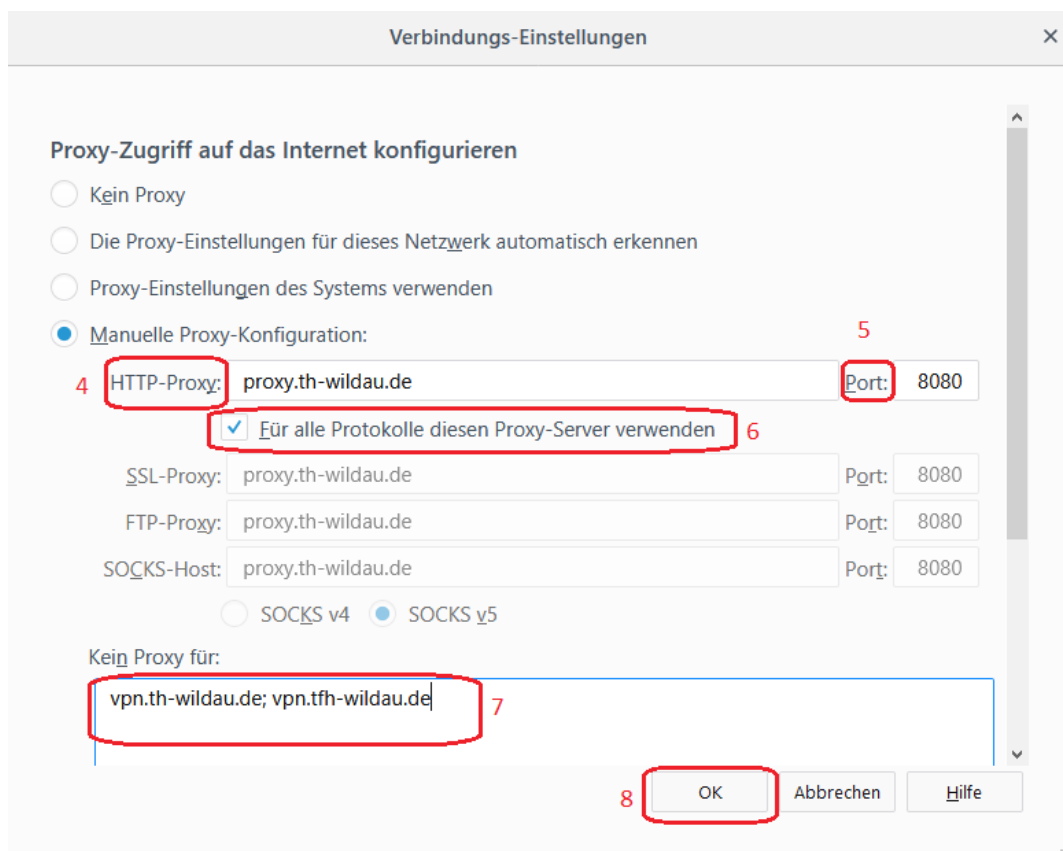 Verbindungs-Einstellungen ×
Proxy-Zugriff auf das Internet konfigurieren
Kein Proxy
Die Proxy-Einstellungen für dieses Netzwerk automatisch erkennen
Proxy-Einstellungen des Systems verwenden
Manuelle Proxy-Konfiguration:
5
4 HTTP-Proxy: proxy.th-wildau.de Port: 8080
Für alle Protokolle diesen Proxy-Server verwenden 6
SSL-Proxy: proxy.th-wildau.de Port: 8080
FTP-Proxy: proxy.th-wildau.de Port: 8080
SOCKS-Host: proxy.th-wildau.de Port: 8080
SOCKS v4 SOCKS v5
Kein Proxy für:
vpn.th-wildau.de; vpn.tfh-wildau.de 7
8 OK Abbrechen Hilfe